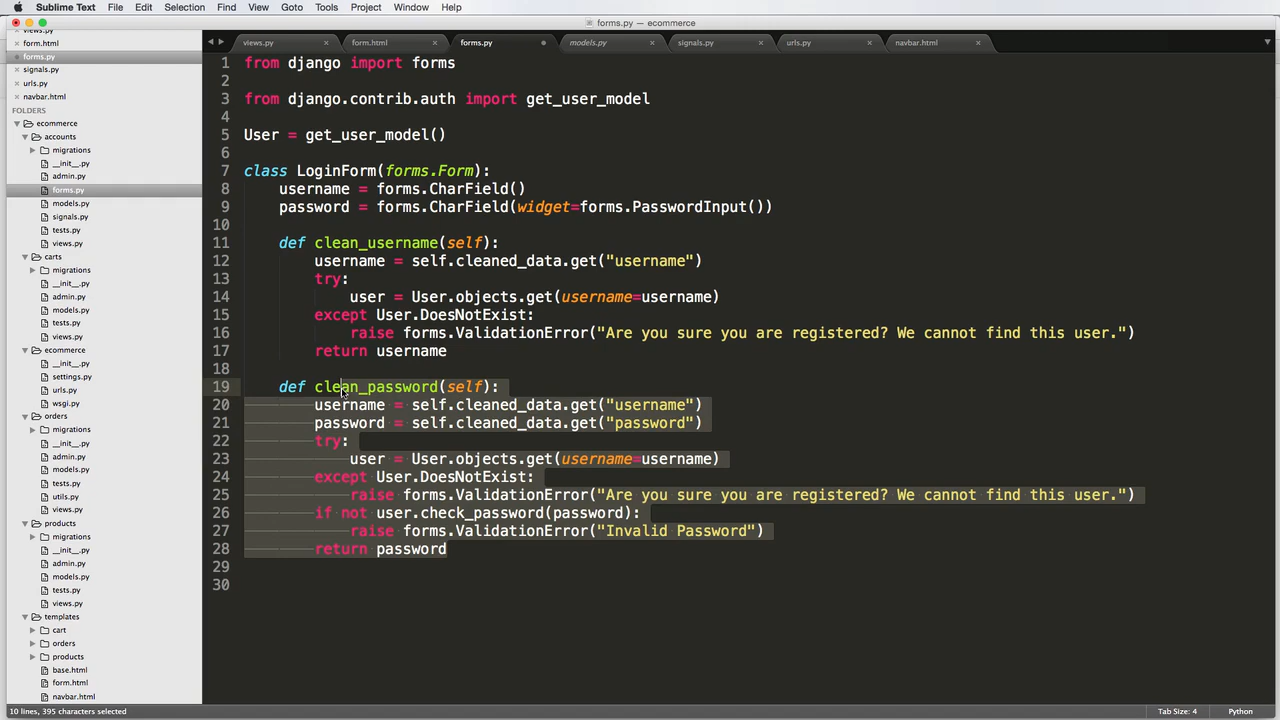 Sublime Text File Edit Selection Find View Goto Tools Project Window Help
forms.py — ecommerce
views.py
form.html
forms.py
signals.py
urls.py
navbar.html
FOLDERS
ecommerce
accounts
migrations
__init__.py
admin.py
forms.py
models.py
signals.py
tests.py
views.py
carts
migrations
__init__.py
admin.py
models.py
tests.py
views.py
ecommerce
__init__.py
settings.py
urls.py
wsgi.py
orders
migrations
__init__.py
admin.py
models.py
tests.py
utils.py
views.py
products
migrations
__init__.py
admin.py
models.py
tests.py
views.py
templates
cart
orders
products
base.html
form.html
navbar.html
views.py form.html forms.py models.py signals.py urls.py navbar.html
1 from django import forms
2
3 from django.contrib.auth import get_user_model
4
5 User = get_user_model()
6
7 class LoginForm(forms.Form):
8 username = forms.CharField()
9 password = forms.CharField(widget=forms.PasswordInput())
10
11 def clean_username(self):
12 username = self.cleaned_data.get("username")
13 try:
14 user = User.objects.get(username=username)
15 except User.DoesNotExist:
16 raise forms.ValidationError("Are you sure you are registered? We cannot find this user.")
17 return username
18
19 def clean_password(self):
20 username = self.cleaned_data.get("username")
21 password = self.cleaned_data.get("password")
22 try:
23 user = User.objects.get(username=username)
24 except User.DoesNotExist:
25 raise forms.ValidationError("Are you sure you are registered? We cannot find this user.")
26 if not user.check_password(password):
27 raise forms.ValidationError("Invalid Password")
28 return password
29
30
10 lines, 395 characters selected
Tab Size: 4 Python